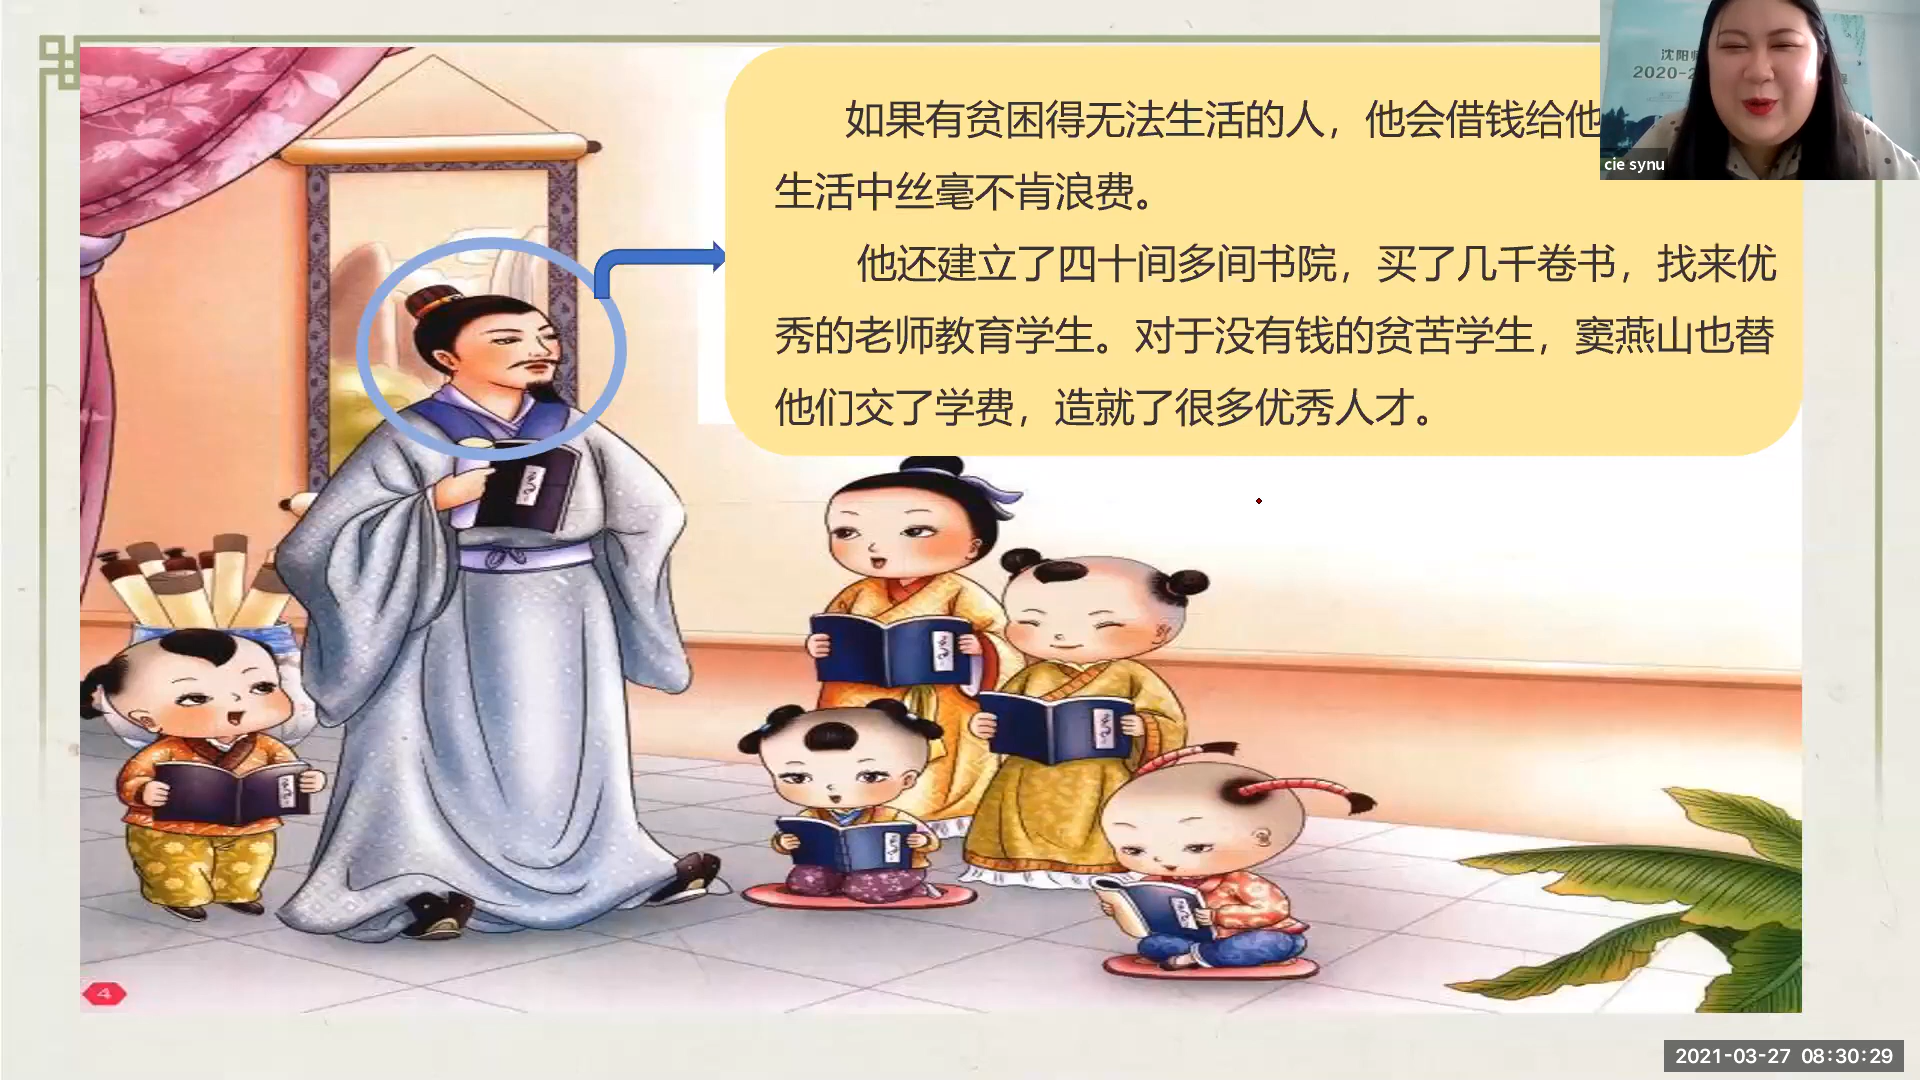 如果有贫困得无法生活的人，他会借钱给他
生活中丝毫不肯浪费。
他还建立了四十间多间书院，买了几千卷书，找来优
秀的老师教育学生。对于没有钱的贫苦学生，窦燕山也替
他们交了学费，造就了很多优秀人才。
沈阳师
2020-2
cie synu
4
2021-03-27 08:30:29